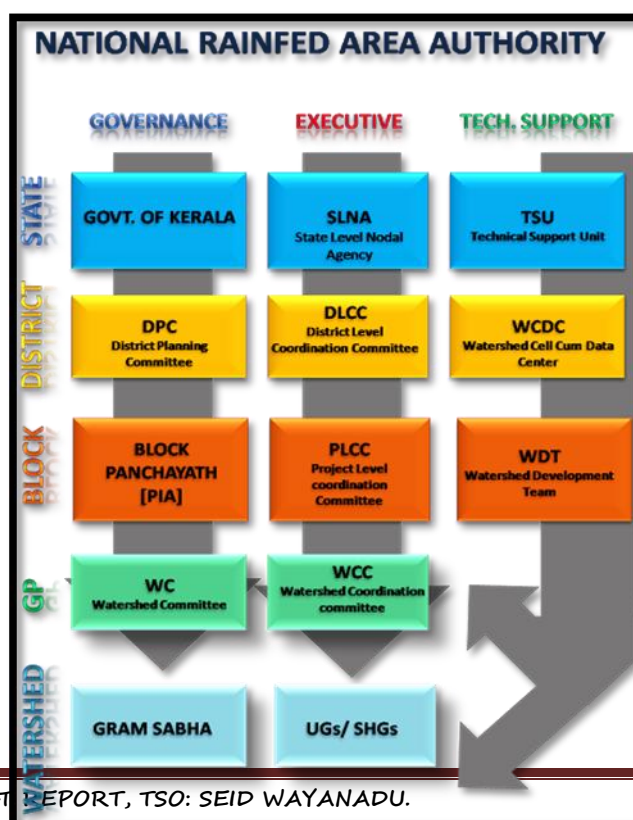 NATIONAL RAINFED AREA AUTHORITY
GOVERNANCE EXECUTIVE TECH. SUPPORT
STATE
GOVT. OF KERALA
SLNA
State Level Nodal
Agency
TSU
Technical Support Unit
DISTRICT
DPC
District Planning
Committee
DLCC
District Level
Coordination Committee
WCDC
Watershed Cell Cum Data
Center
BLOCK
BLOCK
PANCHAYATH
[PIA]
PLCC
Project Level
coordination
Committee
WDT
Watershed Development
Team
GP
WC
Watershed Committee
WCC
Watershed Coordination
committee
WATERSHED
GRAM SABHA
UGs/ SHGs
REPORT, TSO: SEID WAYANADU.